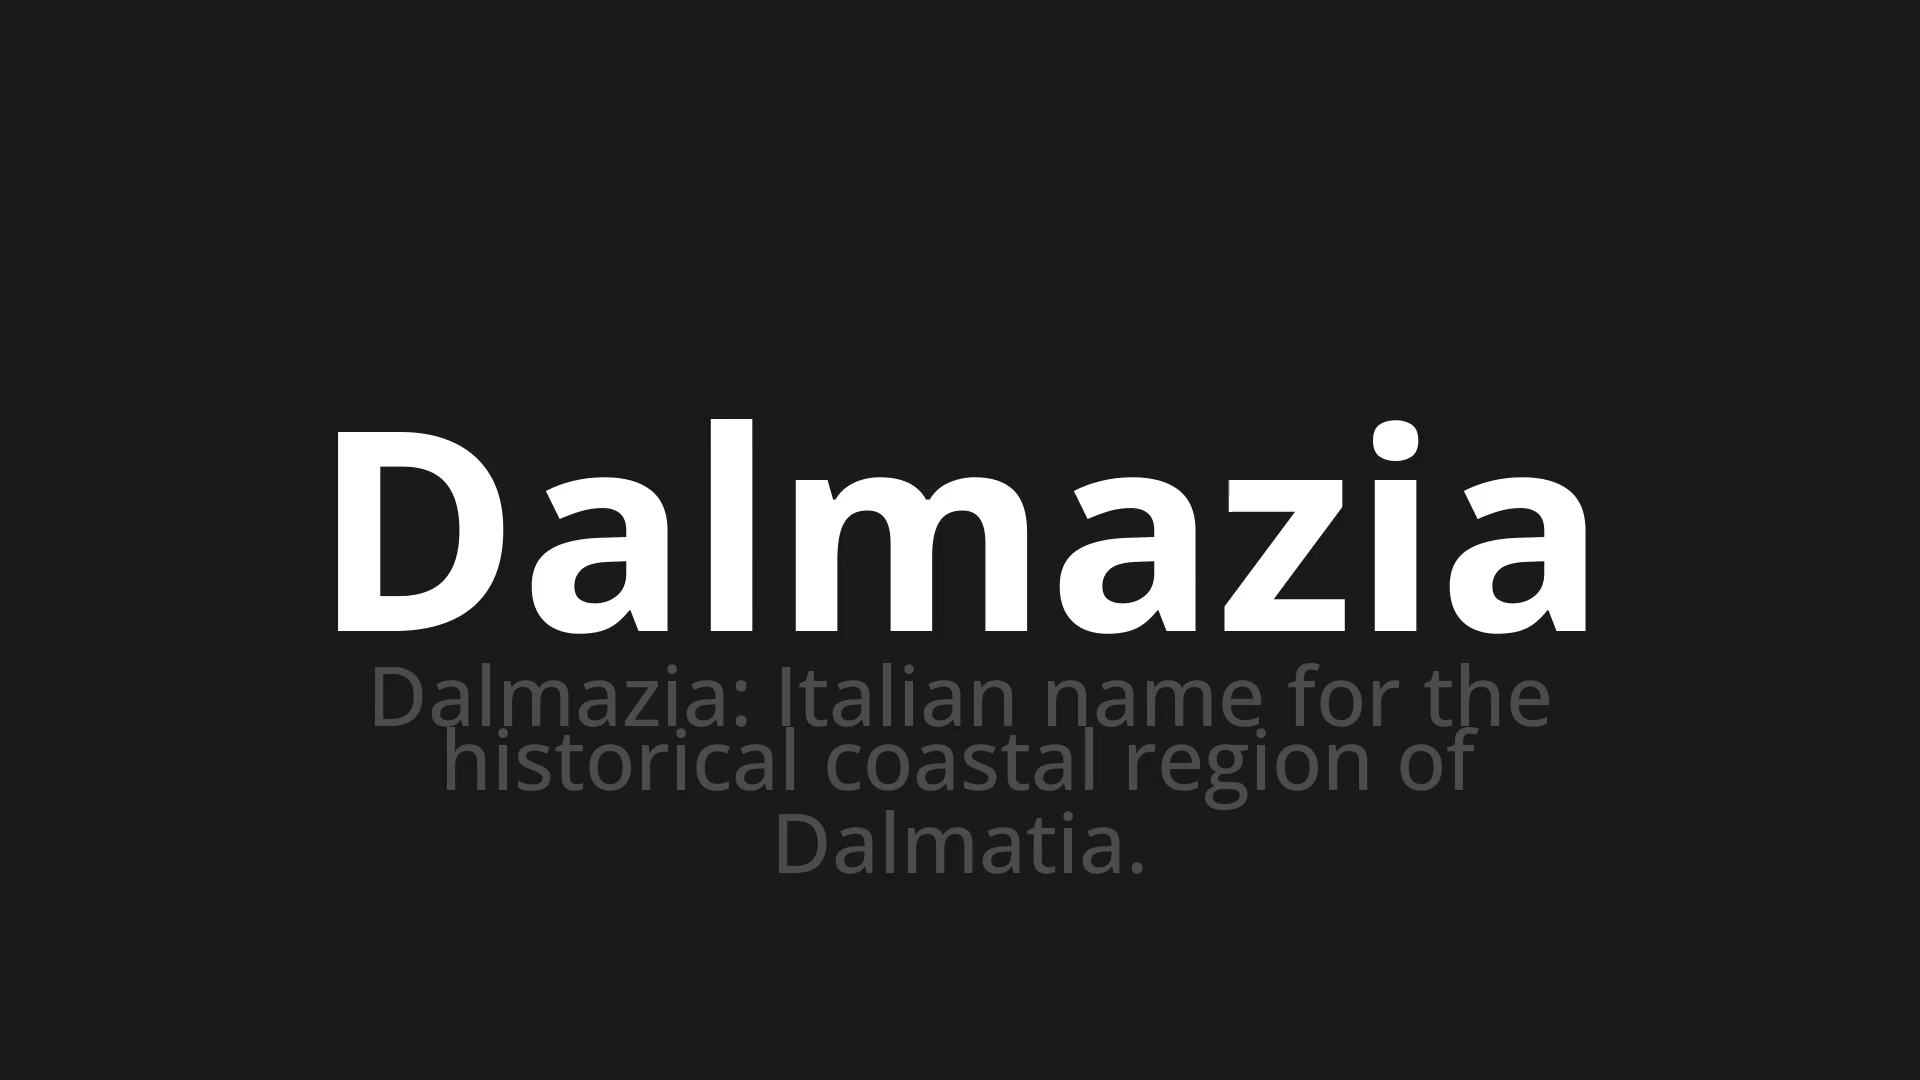 Dalmazia
Dalmazia: Italian name for the
historical coastal region of
Dalmatia.